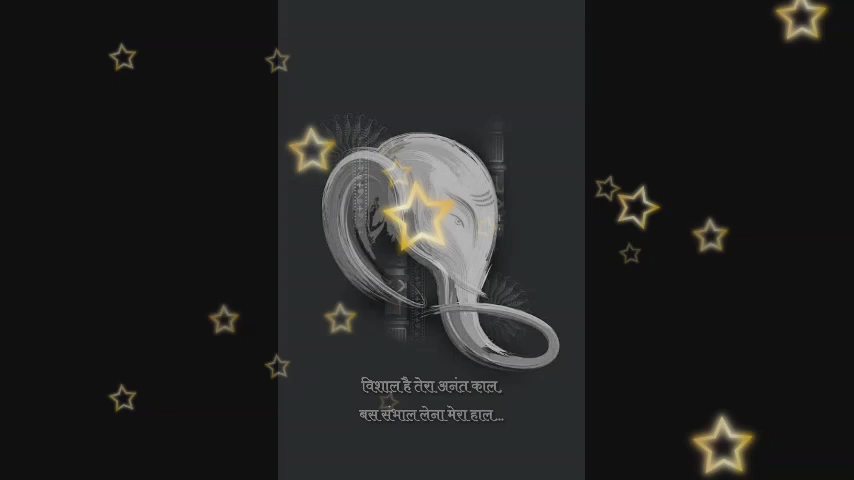 विशाल है तेरा अनंत काल,
बस संभाल लेना मेरा हाल ...